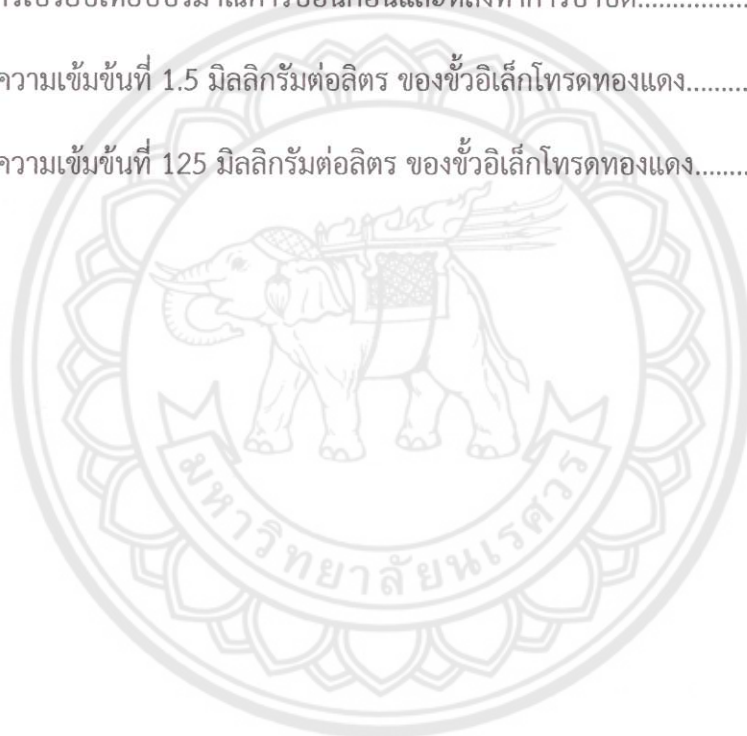 ความเข้มข้นที่ 1.5 มิลลิกรัมต่อลิตร ของขั้วอิเล็กโทรดทองแดง.........
ความเข้มข้นที่ 125 มิลลิกรัมต่อลิตร ของขั้วอิเล็กโทรดทองแดง........
มหาวิทยาลัยนเรศวร